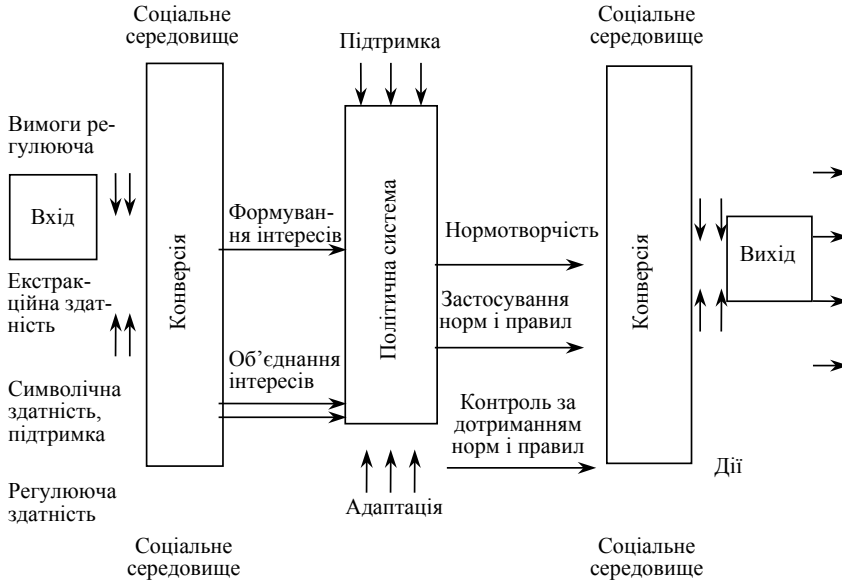 Соціальне
середовище
Підтримка
Соціальне
середовище
Вимоги ре-
гулююча
Вхід
Екстрак-
ційна здат-
ність
Символічна
здатність,
підтримка
Регулююча
здатність
Конверсія
Формуван-
ня інтересів
Об’єднання
інтересів
Політична система
Адаптація
Нормотворчість
Застосування
норм і правил
Контроль за
дотриманням
норм і правил
Конверсія
Вихід
Дії
Соціальне
середовище
Соціальне
середовище